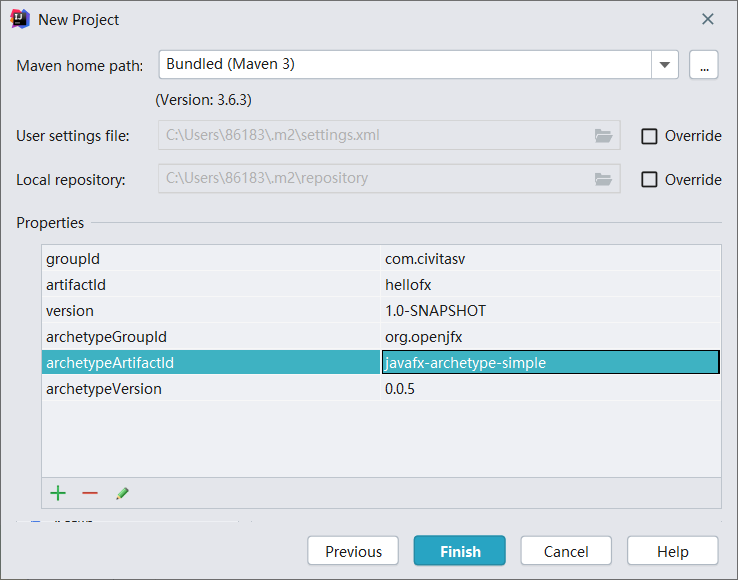 New Project
Maven home path: Bundled (Maven 3) ...
(Version: 3.6.3)
User settings file: C:\Users\86183\.m2\settings.xml Override
Local repository: C:\Users\86183\.m2\repository Override
Properties
groupId com.civitasv
artifactId hellofx
version 1.0-SNAPSHOT
archetypeGroupId org.openjfx
archetypeArtifactId javafx-archetype-simple
archetypeVersion 0.0.5
Previous Finish Cancel Help